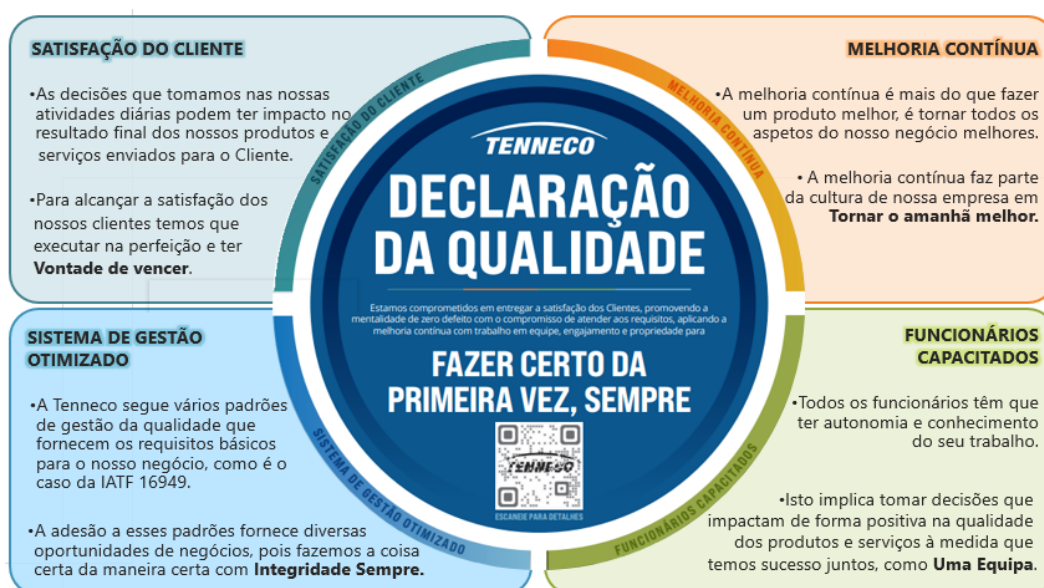 SATISFAÇÃO DO CLIENTE
•As decisões que tomamos nas nossas
atividades diárias podem ter impacto no
resultado final dos nossos produtos e
serviços enviados para o Cliente.
•Para alcançar a satisfação dos
nossos clientes temos que
executar na perfeição e ter
Vontade de vencer.
MELHORIA CONTÍNUA
•A melhoria contínua é mais do que fazer
um produto melhor, é tornar todos os
aspetos do nosso negócio melhores.
• A melhoria contínua faz parte
da cultura de nossa empresa em
Tornar o amanhã melhor.
SATISFAÇÃO DO CLIENTE
MELHORIA CONTÍNUA
TENNECO
DECLARAÇÃO
DA QUALIDADE
Estamos comprometidos em entregar a satisfação dos Clientes, promovendo a
mentalidade de zero defeito com o compromisso de atender aos requisitos, aplicando a
melhoria contínua com trabalho em equipe, engajamento e propriedade para
FAZER CERTO DA
PRIMEIRA VEZ, SEMPRE
TENNECO
ESCANEIE PARA DETALHES
SISTEMA DE GESTÃO OTIMIZADO
FUNCIONÁRIOS CAPACITADOS
SISTEMA DE GESTÃO
OTIMIZADO
•A Tenneco segue vários padrões
de gestão da qualidade que
fornecem os requisitos básicos
para o nosso negócio, como é o
caso da IATF 16949.
•A adesão a esses padrões fornece diversas
oportunidades de negócios, pois fazemos a coisa
certa da maneira certa com Integridade Sempre.
FUNCIONÁRIOS
CAPACITADOS
•Todos os funcionários têm que
ter autonomia e conhecimento
do seu trabalho.
•Isto implica tomar decisões que
impactam de forma positiva na qualidade
dos produtos e serviços à medida que
temos sucesso juntos, como Uma Equipa.